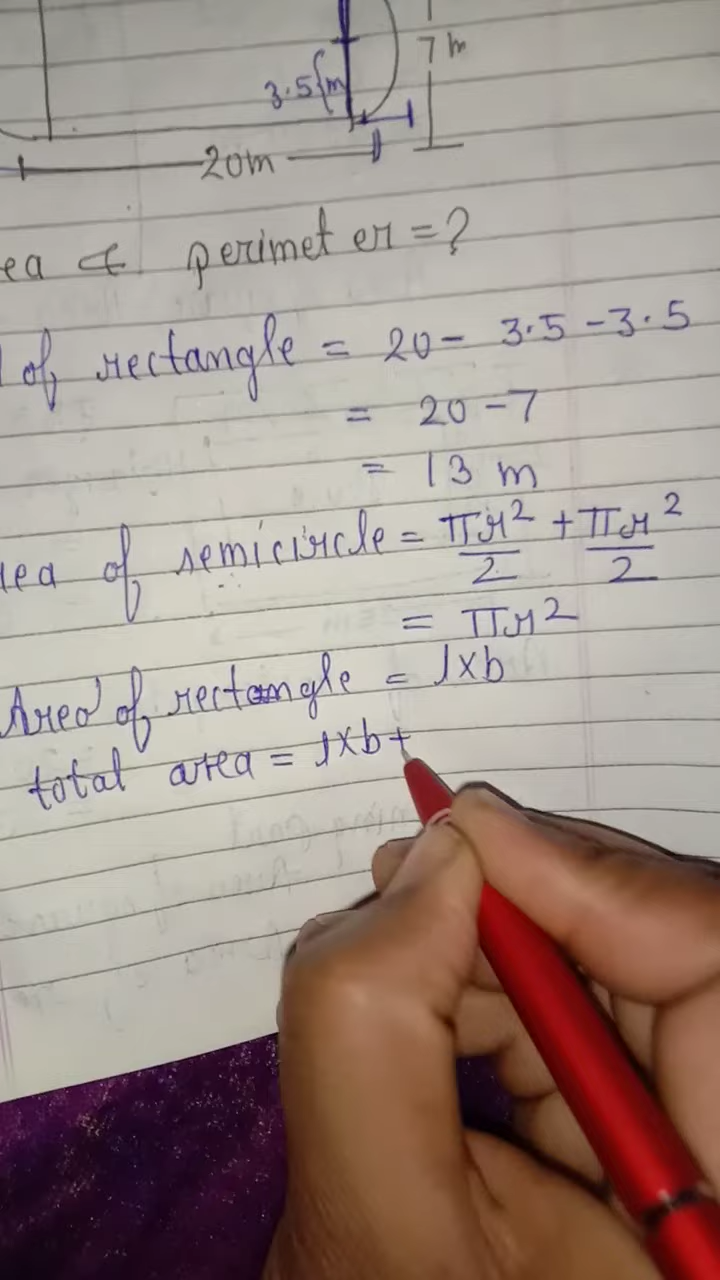 7 m
3.5 m
20m
ea & perimeter = ?
l of rectangle = 20 - 3.5 - 3.5
= 20 - 7
= 13 m
rea of semicircle = πr²/2 + πr²/2
= πr²
Area of rectangle = l×b
total area = l×b+